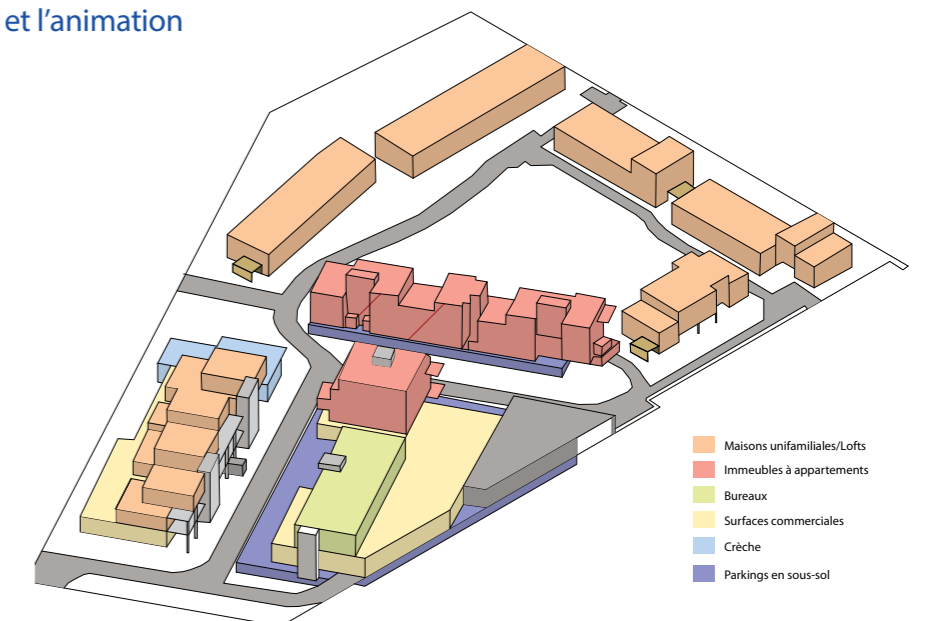 et l'animation
Maisons unifamiliales/Lofts
Immeubles à appartements
Bureaux
Surfaces commerciales
Crèche
Parkings en sous-sol